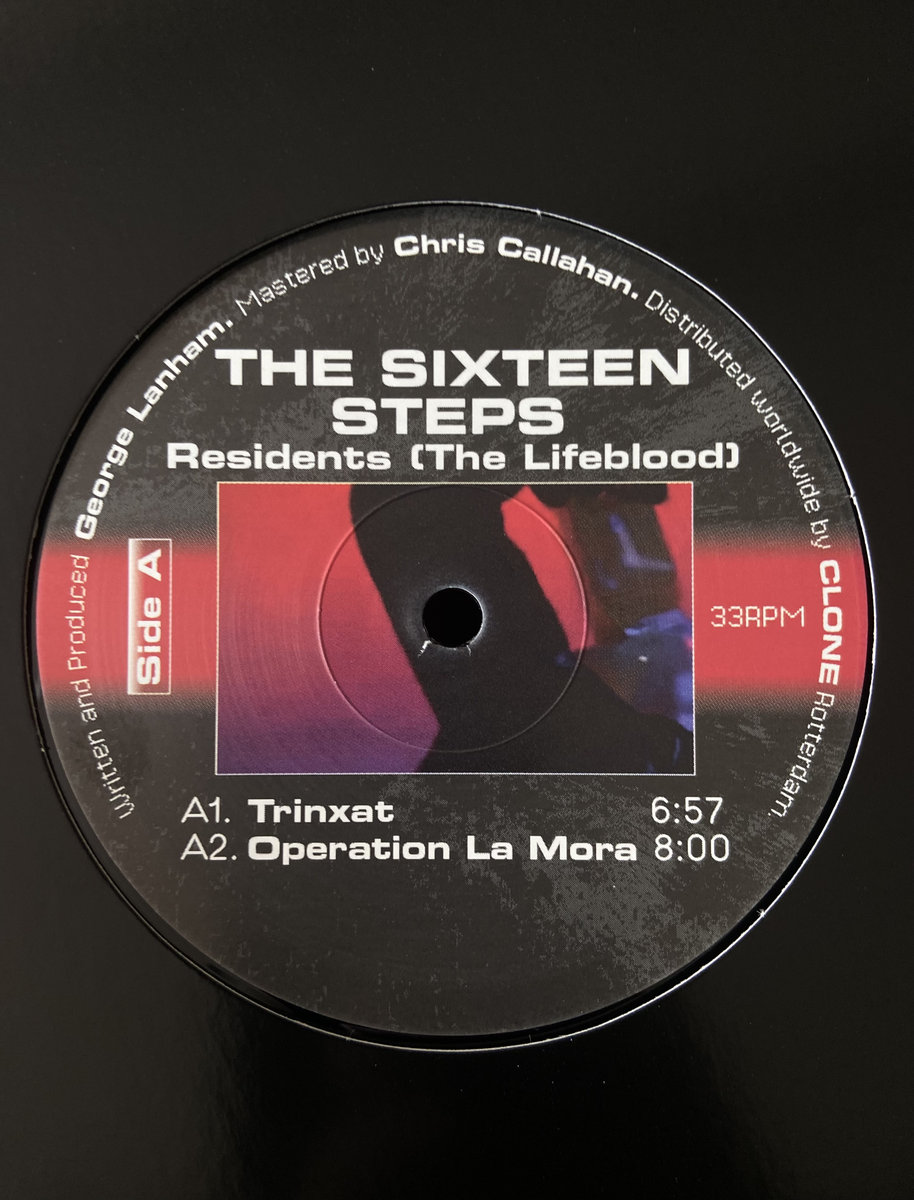 Written and Produced George Lanham. Mastered by Chris Callahan. Distributed worldwide by CLONE Rotterdam.
THE SIXTEEN
STEPS
Residents (The Lifeblood)
Side A
33RPM
A1. Trinxat 6:57
A2. Operation La Mora 8:00